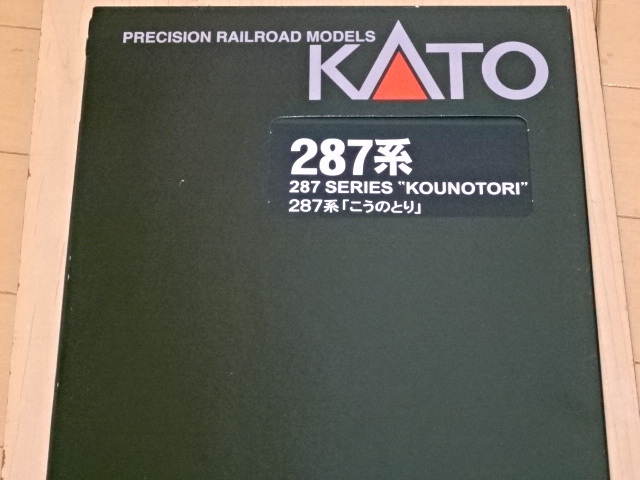 PRECISION RAILROAD MODELS
KATO
287系
287 SERIES "KOUNOTORI"
287系「こうのとり」